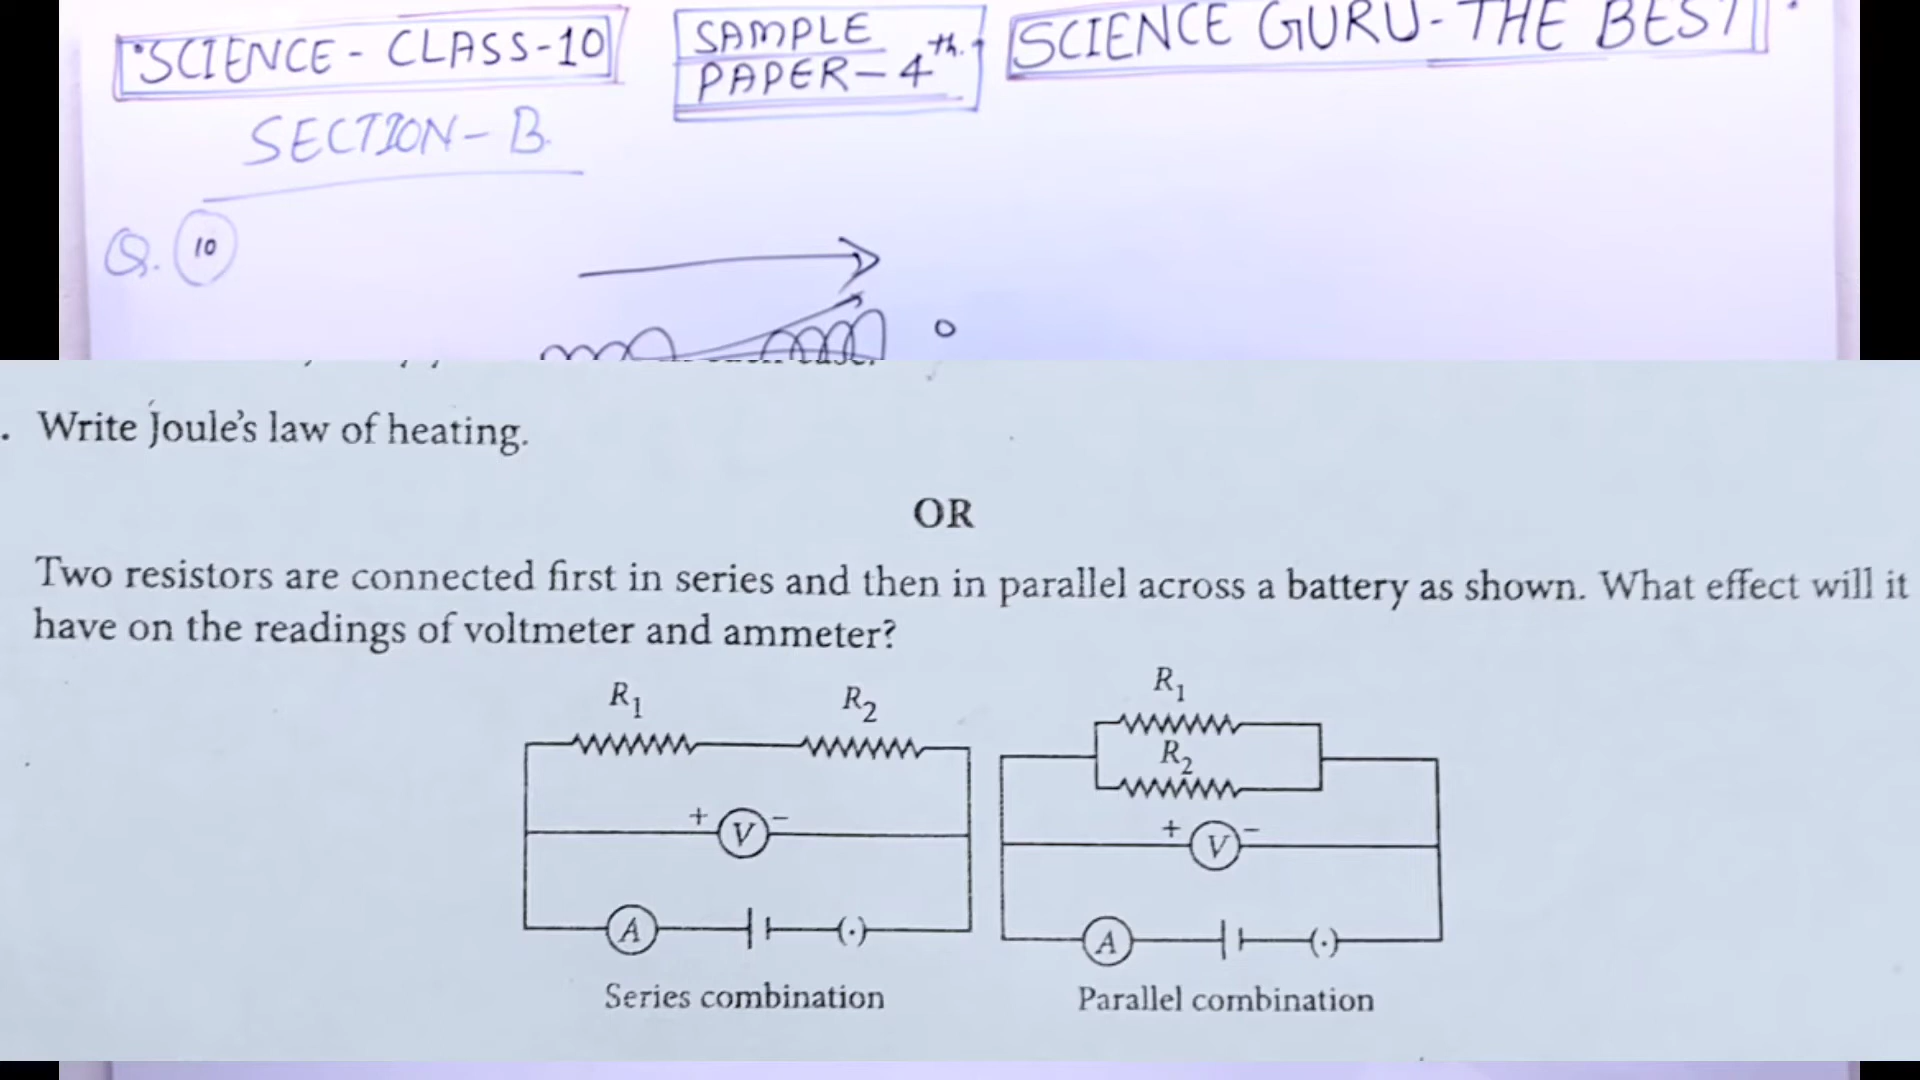 SCIENCE - CLASS-10
SAMPLE
PAPER - 4th.
SCIENCE GURU - THE BEST
SECTION - B.
Q. 10
. Write Joule's law of heating.
OR
Two resistors are connected first in series and then in parallel across a battery as shown. What effect will it
have on the readings of voltmeter and ammeter?
R1 R2
+ V -
A
Series combination
R1
R2
+ V -
A
Parallel combination